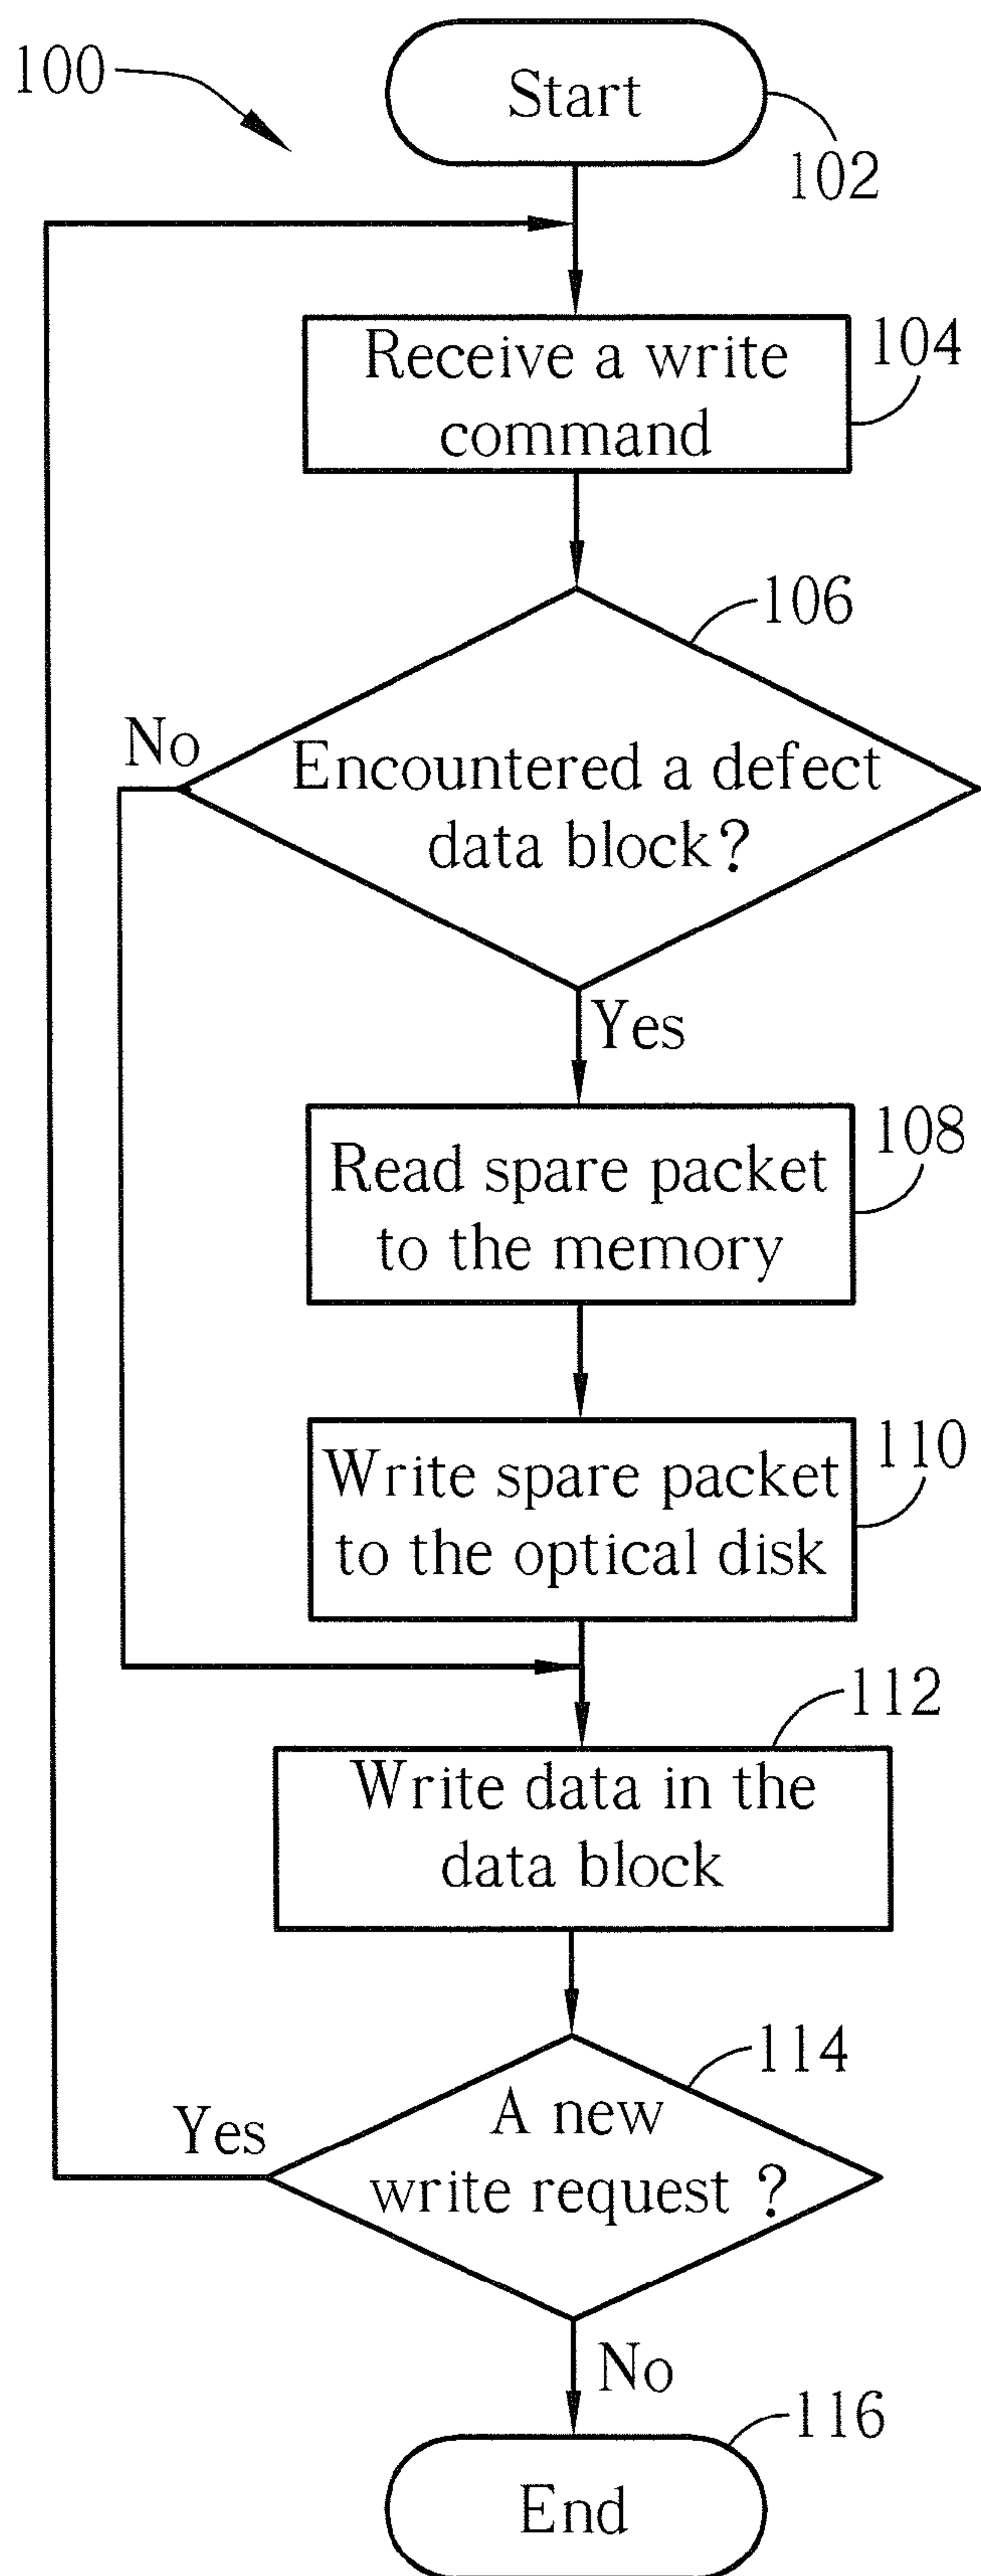 100
Start
102
Receive a write
command
104
106
No
Encountered a defect
data block?
Yes
108
Read spare packet
to the memory
110
Write spare packet
to the optical disk
112
Write data in the
data block
114
Yes
A new
write request ?
No
116
End